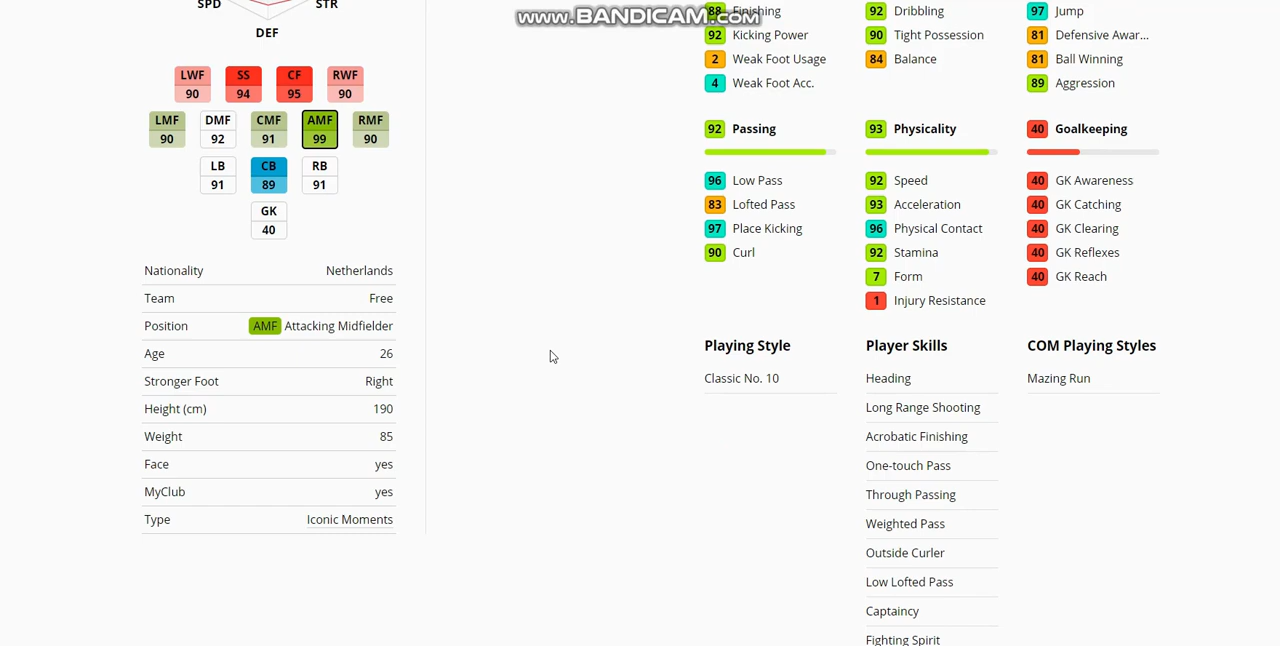 SPD
STR
DEF
www.BANDICAM.com
LWF SS CF RWF
90 94 95 90
LMF DMF CMF AMF RMF
90 92 91 99 90
LB CB RB
91 89 91
GK
40
Nationality Netherlands
Team Free
Position AMF Attacking Midfielder
Age 26
Stronger Foot Right
Height (cm) 190
Weight 85
Face yes
MyClub yes
Type Iconic Moments
88 Finishing
92 Kicking Power
2 Weak Foot Usage
4 Weak Foot Acc.
92 Dribbling
90 Tight Possession
84 Balance
97 Jump
81 Defensive Awar...
81 Ball Winning
89 Aggression
92 Passing
96 Low Pass
83 Lofted Pass
97 Place Kicking
90 Curl
93 Physicality
92 Speed
93 Acceleration
96 Physical Contact
92 Stamina
7 Form
1 Injury Resistance
40 Goalkeeping
40 GK Awareness
40 GK Catching
40 GK Clearing
40 GK Reflexes
40 GK Reach
Playing Style
Classic No. 10
Player Skills
Heading
Long Range Shooting
Acrobatic Finishing
One-touch Pass
Through Passing
Weighted Pass
Outside Curler
Low Lofted Pass
Captaincy
Fighting Spirit
COM Playing Styles
Mazing Run